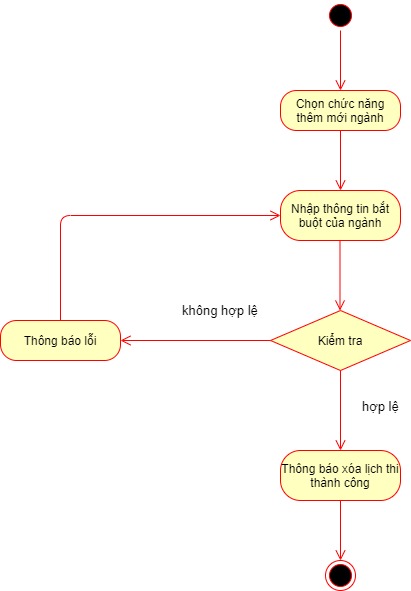 Chọn chức năng
thêm mới ngành
Nhập thông tin bắt
buột của ngành
không hợp lệ
Thông báo lỗi
Kiểm tra
hợp lệ
Thông báo xóa lịch thi
thành công